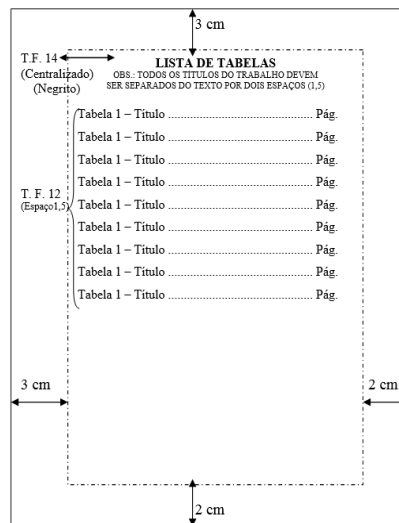 3 cm
T.F. 14
(Centralizado)
(Negrito)
LISTA DE TABELAS
OBS.: TODOS OS TÍTULOS DO TRABALHO DEVEM
SER SEPARADOS DO TEXTO POR DOIS ESPAÇOS (1,5)
Tabela 1 – Título .................................................. Pág.
Tabela 1 – Título .................................................. Pág.
Tabela 1 – Título .................................................. Pág.
Tabela 1 – Título .................................................. Pág.
T. F. 12
(Espaço1,5)
Tabela 1 – Título .................................................. Pág.
Tabela 1 – Título .................................................. Pág.
Tabela 1 – Título .................................................. Pág.
Tabela 1 – Título .................................................. Pág.
Tabela 1 – Título .................................................. Pág.
3 cm
2 cm
2 cm